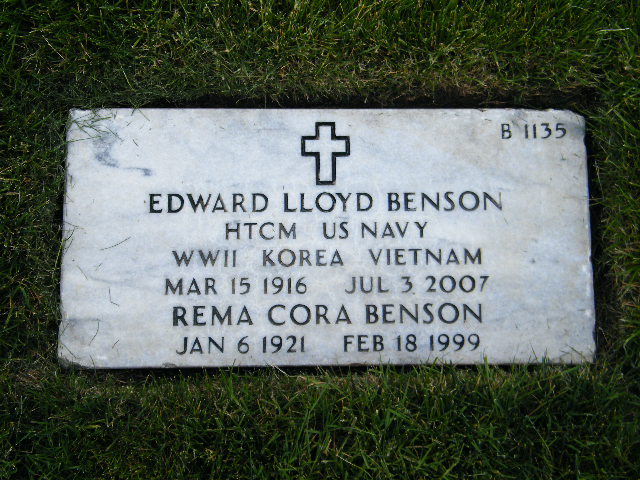 B 1135
EDWARD LLOYD BENSON
HTCM US NAVY
WWII KOREA VIETNAM
MAR 15 1916 JUL 3 2007
REMA CORA BENSON
JAN 6 1921 FEB 18 1999